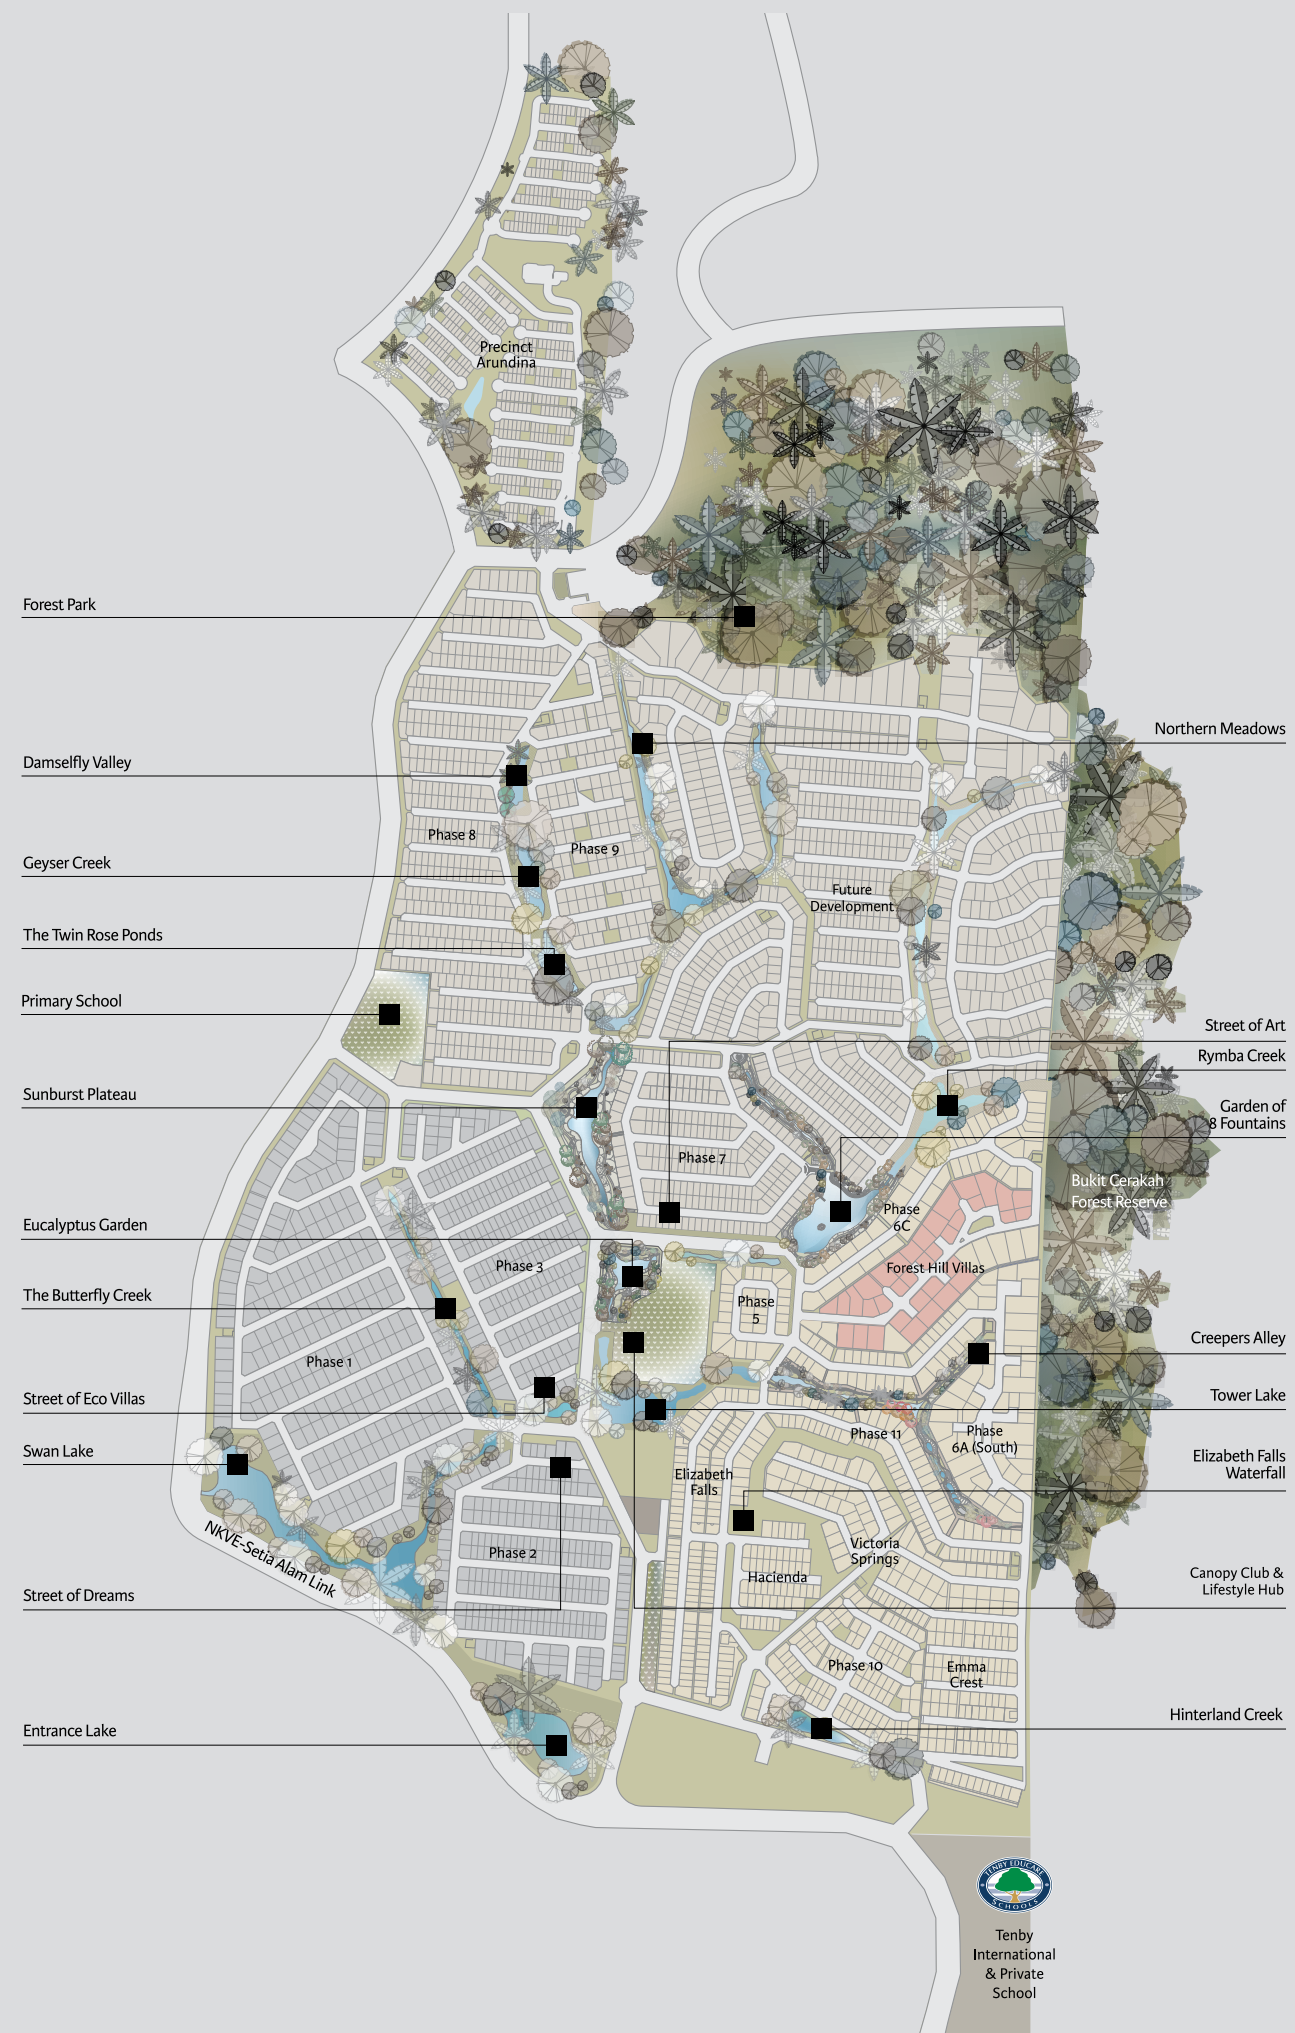 Precinct
Arundina
Forest Park
Northern Meadows
Damselfly Valley
Phase 8
Phase 9
Geyser Creek
Future
Development
The Twin Rose Ponds
Primary School
Street of Art
Rymba Creek
Sunburst Plateau
Garden of
8 Fountains
Phase 7
Bukit Cerakah
Forest Reserve
Phase
6C
Eucalyptus Garden
Phase 3
Forest Hill Villas
The Butterfly Creek
Phase
5
Creepers Alley
Phase 1
Street of Eco Villas
Tower Lake
Phase 11
Phase
6A (South)
Swan Lake
Elizabeth Falls
Waterfall
Elizabeth
Falls
NKVE-Setia Alam Link
Phase 2
Victoria
Springs
Hacienda
Canopy Club &
Lifestyle Hub
Street of Dreams
Phase 10
Emma
Crest
Entrance Lake
Hinterland Creek
TENBY EDUCARE
SCHOOLS
Tenby
International
& Private
School